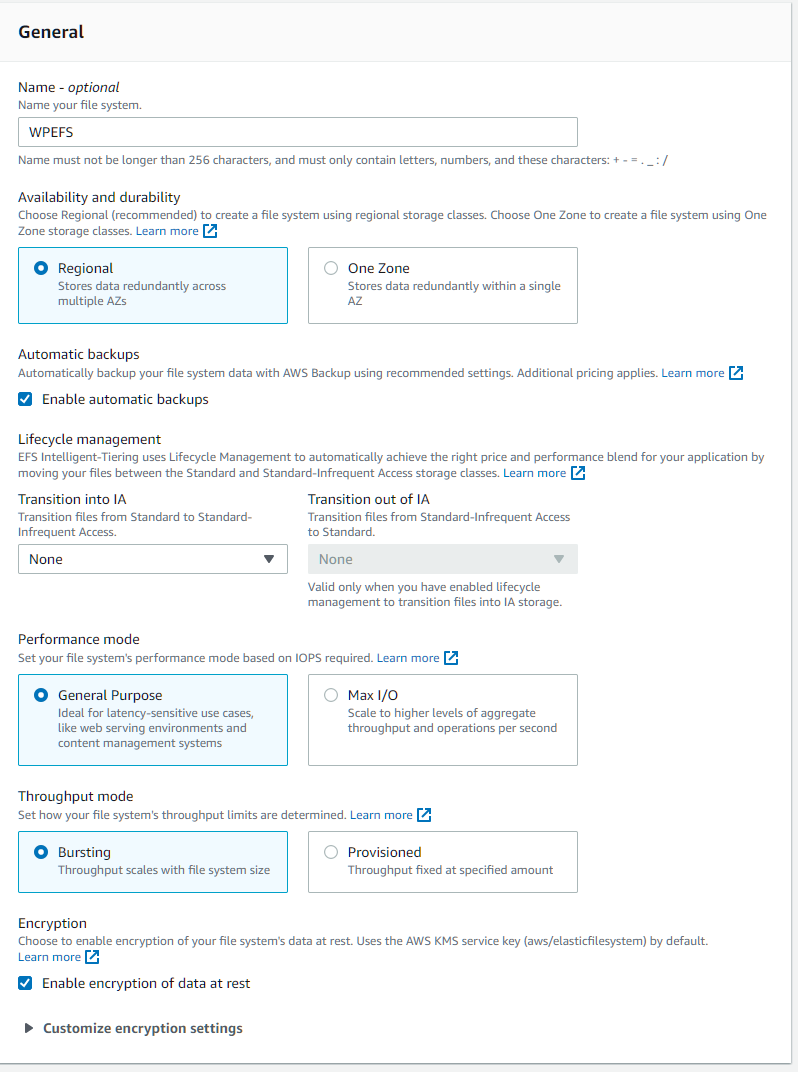 General
Name - optional
Name your file system.
WPEFS
Name must not be longer than 256 characters, and must only contain letters, numbers, and these characters: + - = . _ : /
Availability and durability
Choose Regional (recommended) to create a file system using regional storage classes. Choose One Zone to create a file system using One
Zone storage classes. Learn more
Regional
Stores data redundantly across
multiple AZs
One Zone
Stores data redundantly within a single
AZ
Automatic backups
Automatically backup your file system data with AWS Backup using recommended settings. Additional pricing applies. Learn more
Enable automatic backups
Lifecycle management
EFS Intelligent-Tiering uses Lifecycle Management to automatically achieve the right price and performance blend for your application by
moving your files between the Standard and Standard-Infrequent Access storage classes. Learn more
Transition into IA
Transition files from Standard to Standard-
Infrequent Access.
None
Transition out of IA
Transition files from Standard-Infrequent Access
to Standard.
None
Valid only when you have enabled lifecycle
management to transition files into IA storage.
Performance mode
Set your file system's performance mode based on IOPS required. Learn more
General Purpose
Ideal for latency-sensitive use cases,
like web serving environments and
content management systems
Max I/O
Scale to higher levels of aggregate
throughput and operations per second
Throughput mode
Set how your file system's throughput limits are determined. Learn more
Bursting
Throughput scales with file system size
Provisioned
Throughput fixed at specified amount
Encryption
Choose to enable encryption of your file system's data at rest. Uses the AWS KMS service key (aws/elasticfilesystem) by default.
Learn more
Enable encryption of data at rest
Customize encryption settings